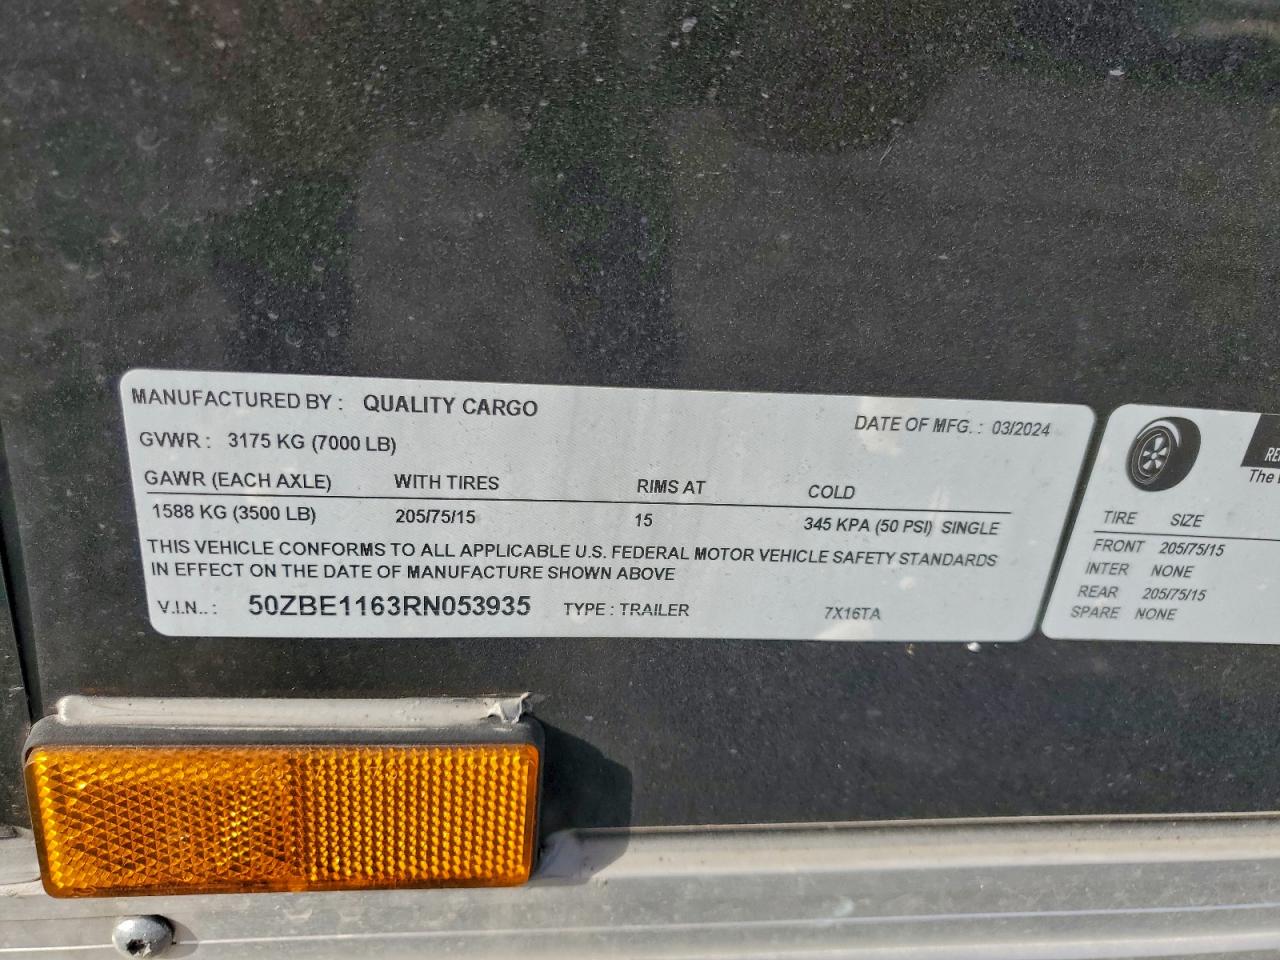 MANUFACTURED BY : QUALITY CARGO
DATE OF MFG. : 03/2024
GVWR : 3175 KG (7000 LB)
GAWR (EACH AXLE) WITH TIRES RIMS AT COLD
1588 KG (3500 LB) 205/75/15 15 345 KPA (50 PSI) SINGLE
THIS VEHICLE CONFORMS TO ALL APPLICABLE U.S. FEDERAL MOTOR VEHICLE SAFETY STANDARDS
IN EFFECT ON THE DATE OF MANUFACTURE SHOWN ABOVE
V.I.N.. : 50ZBE1163RN053935 TYPE : TRAILER 7X16TA
The
TIRE SIZE
FRONT 205/75/15
INTER NONE
REAR 205/75/15
SPARE NONE